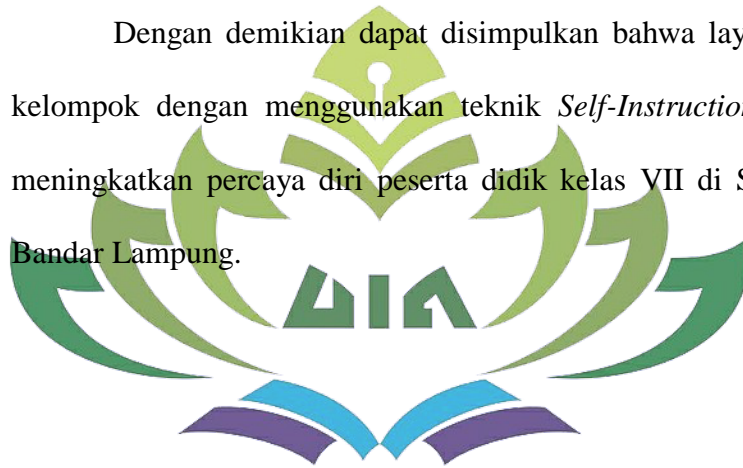 Dengan demikian dapat disimpulkan bahwa lay
kelompok dengan menggunakan teknik Self-Instruction
meningkatkan percaya diri peserta didik kelas VII di S
Bandar Lampung.
UIN